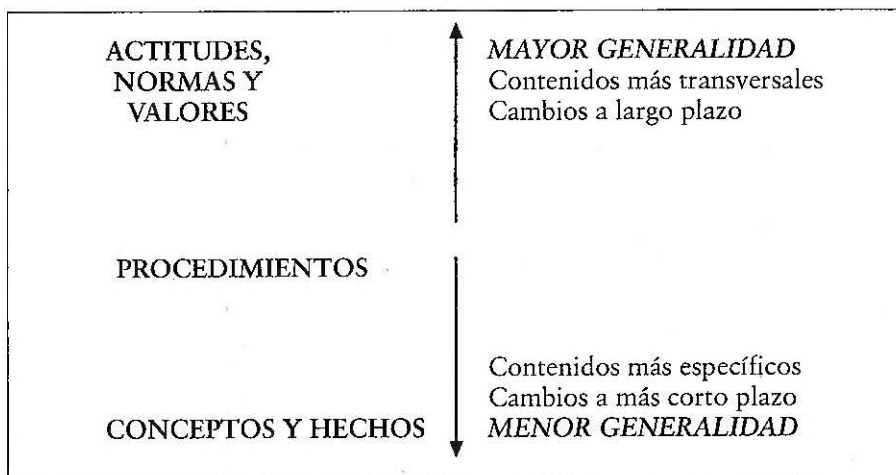 ACTITUDES,
NORMAS Y
VALORES
MAYOR GENERALIDAD
Contenidos más transversales
Cambios a largo plazo
PROCEDIMIENTOS
Contenidos más específicos
Cambios a más corto plazo
CONCEPTOS Y HECHOS
MENOR GENERALIDAD